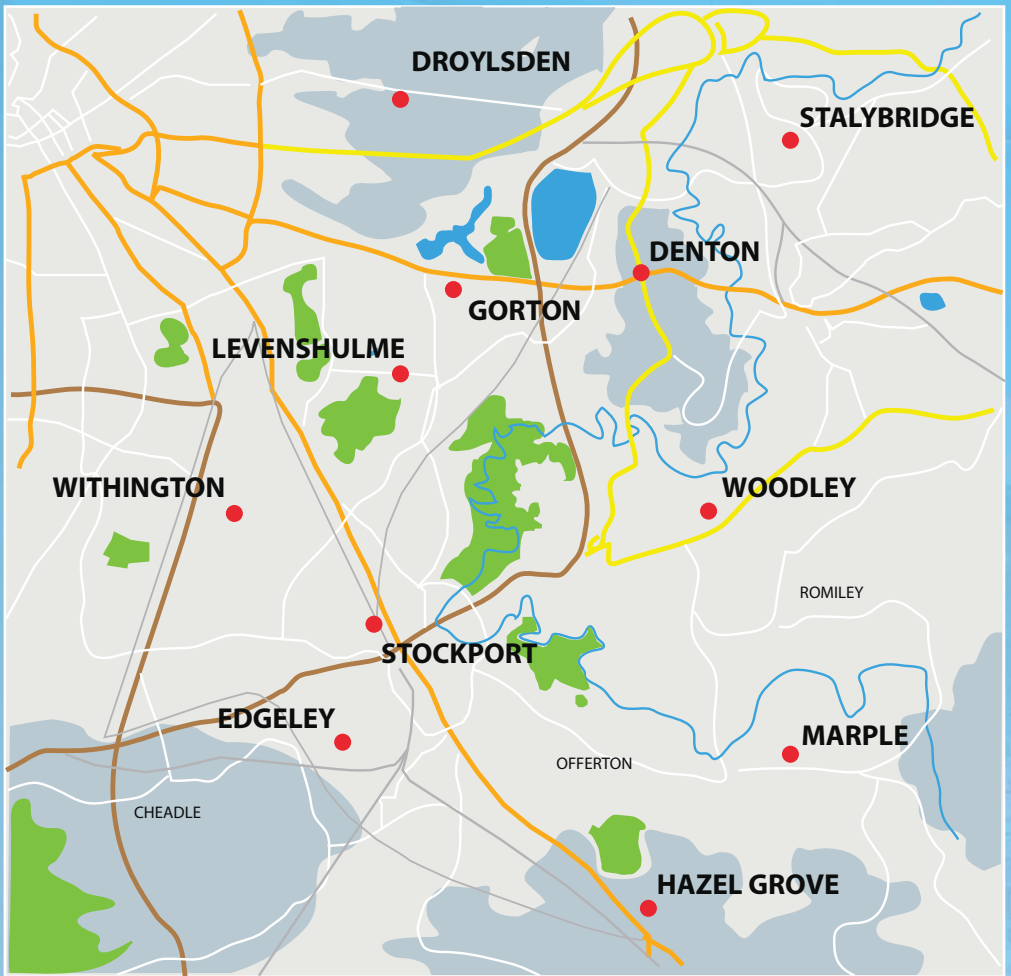 DROYLSDEN
STALYBRIDGE
DENTON
GORTON
LEVENSHULME
WITHINGTON
WOODLEY
ROMILEY
STOCKPORT
EDGELEY
MARPLE
OFFERTON
CHEADLE
HAZEL GROVE